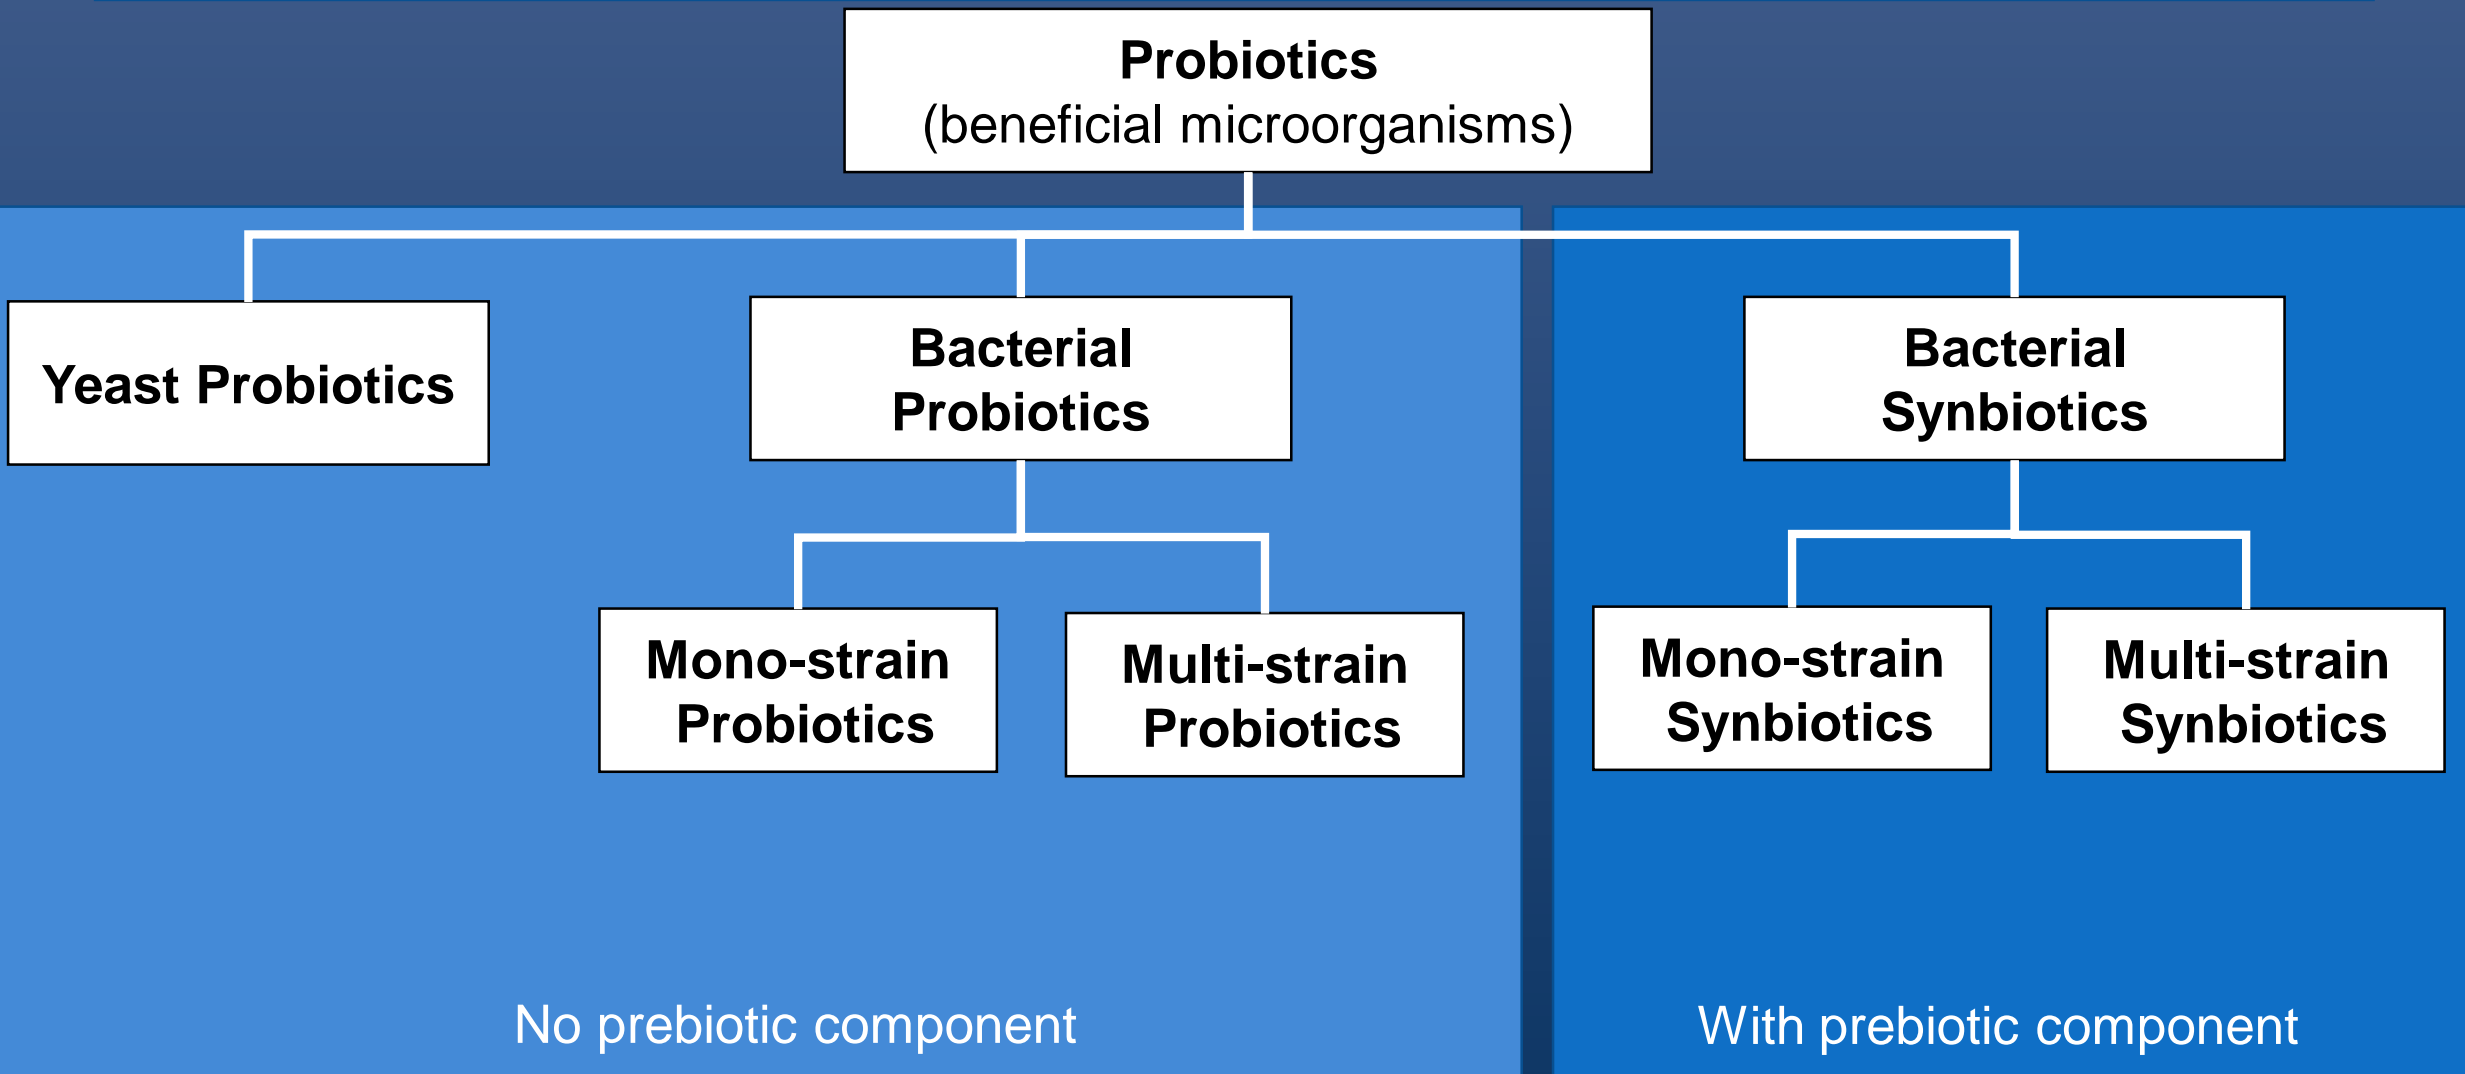 Probiotics
(beneficial microorganisms)
Yeast Probiotics
Bacterial
Probiotics
Bacterial
Synbiotics
Mono-strain
Probiotics
Multi-strain
Probiotics
Mono-strain
Synbiotics
Multi-strain
Synbiotics
No prebiotic component
With prebiotic component